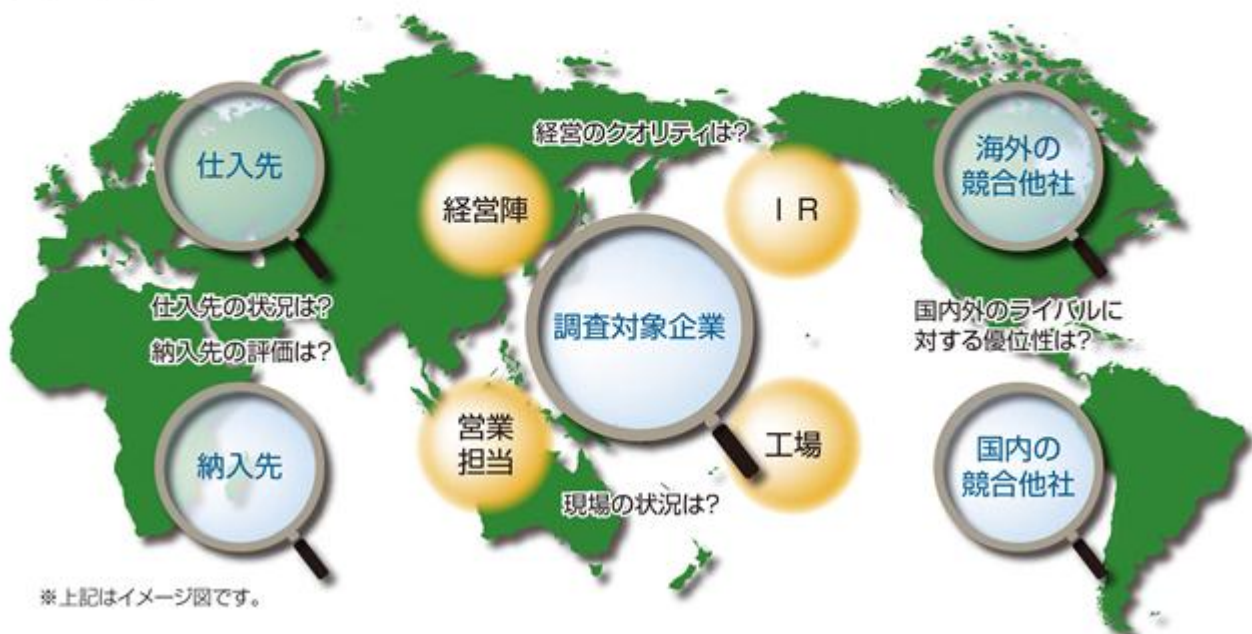 経営のクオリティは?
仕入先
経営陣
I R
海外の
競合他社
調査対象企業
仕入先の状況は?
納入先の評価は?
国内外のライバルに
対する優位性は?
納入先
営業
担当
工場
国内の
競合他社
現場の状況は?
※上記はイメージ図です。